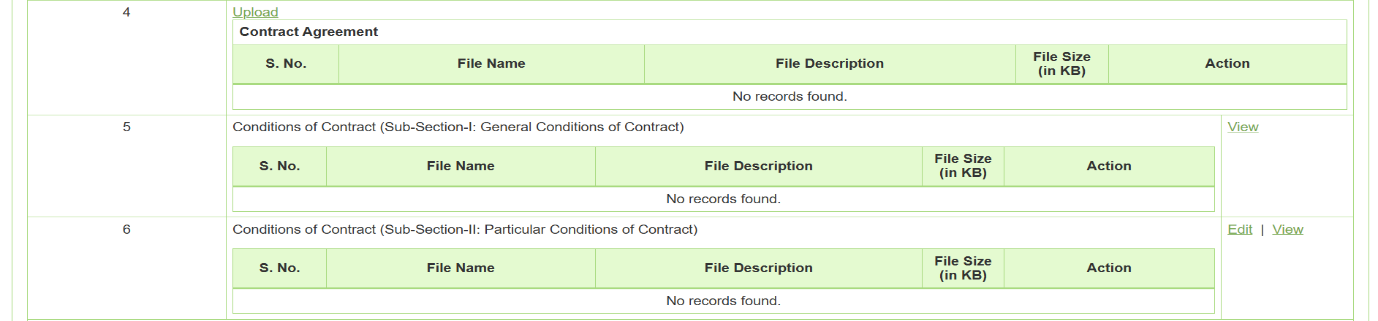 4 Upload
Contract Agreement
S. No. File Name File Description File Size (in KB) Action
No records found.
5 Conditions of Contract (Sub-Section-I: General Conditions of Contract) View
S. No. File Name File Description File Size (in KB) Action
No records found.
6 Conditions of Contract (Sub-Section-II: Particular Conditions of Contract) Edit | View
S. No. File Name File Description File Size (in KB) Action
No records found.